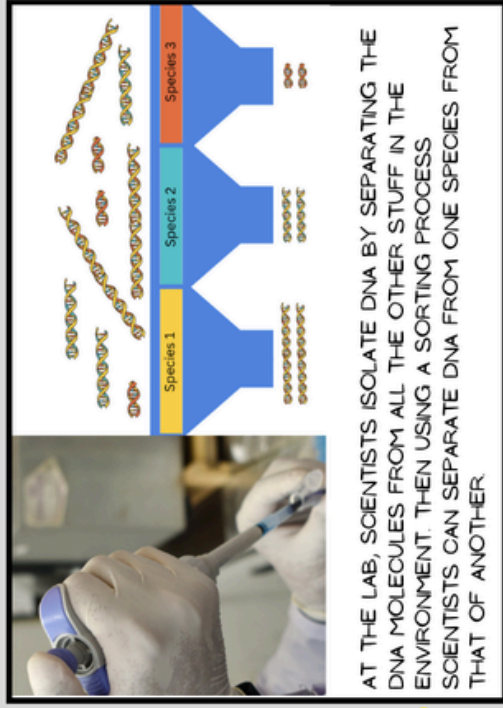 Species 1
Species 2
Species 3
AT THE LAB, SCIENTISTS ISOLATE DNA BY SEPARATING THE
DNA MOLECULES FROM ALL THE OTHER STUFF IN THE
ENVIRONMENT. THEN USING A SORTING PROCESS
SCIENTISTS CAN SEPARATE DNA FROM ONE SPECIES FROM
THAT OF ANOTHER.